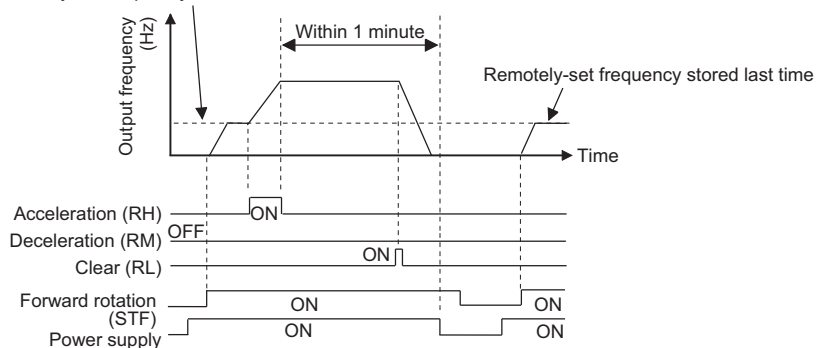 Output frequency
(Hz)
Within 1 minute
Remotely-set frequency stored last time
Time
Acceleration (RH)
ON
Deceleration (RM)
OFF
Clear (RL)
ON
Forward rotation
(STF)
ON
ON
Power supply
ON
ON